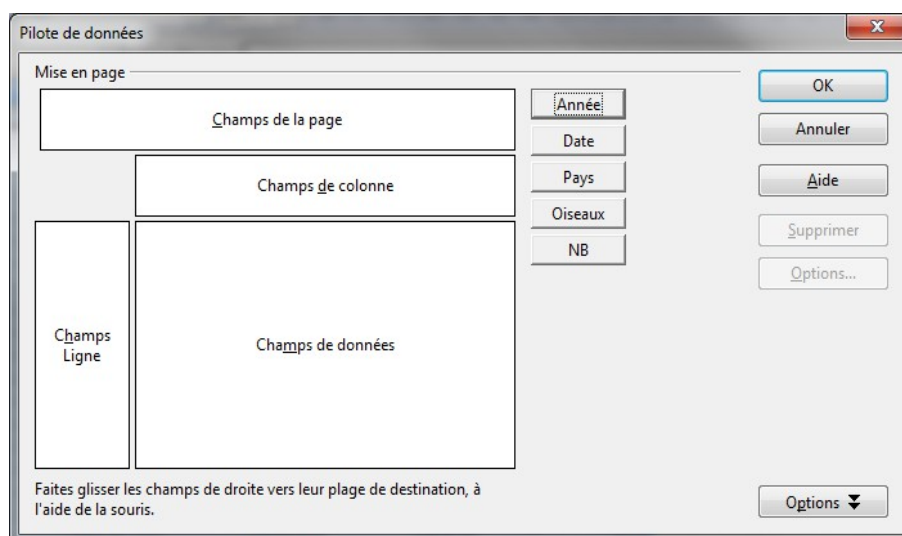 Pilote de données
Mise en page
Champs de la page
Champs de colonne
Champs
Ligne
Champs de données
Année
Date
Pays
Oiseaux
NB
OK
Annuler
Aide
Supprimer
Options...
Faites glisser les champs de droite vers leur plage de destination, à
l'aide de la souris.
Options